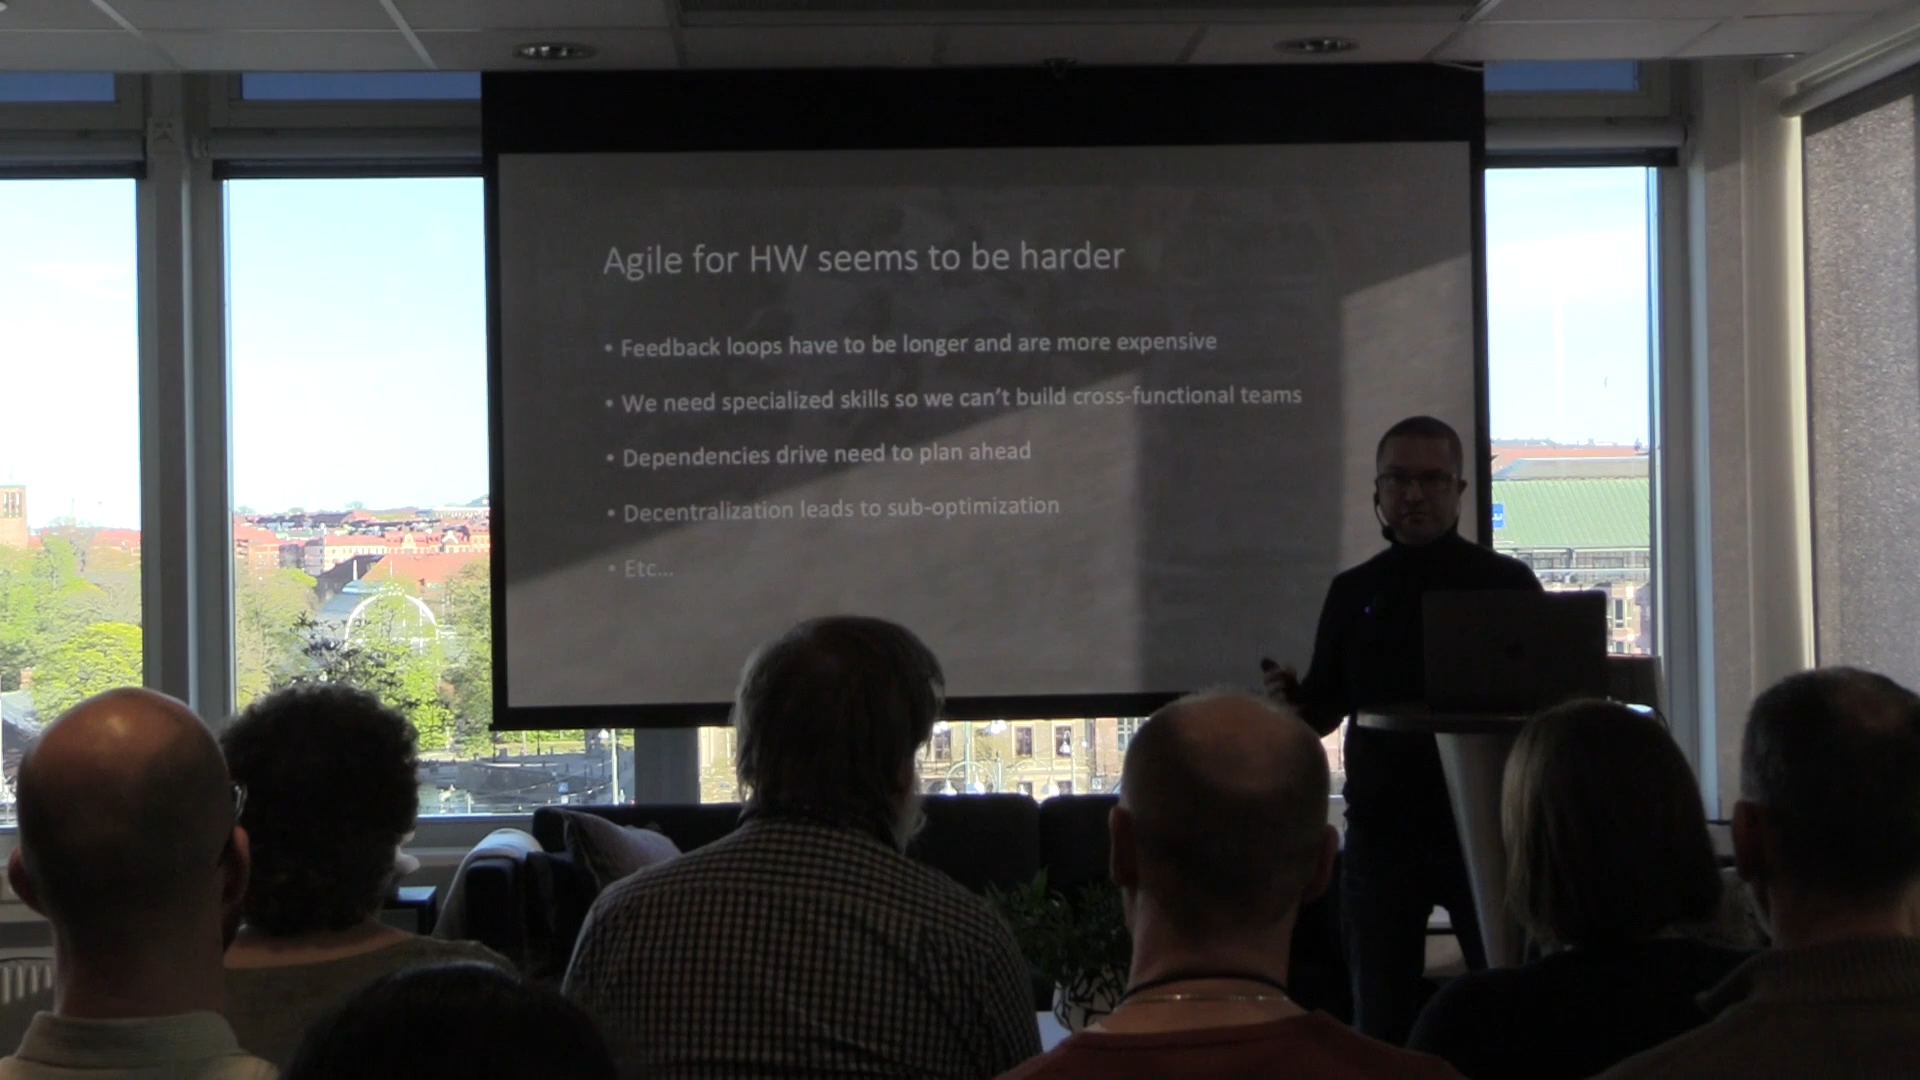 Agile for HW seems to be harder
• Feedback loops have to be longer and are more expensive
• We need specialized skills so we can’t build cross-functional teams
• Dependencies drive need to plan ahead
• Decentralization leads to sub-optimization
• Etc...